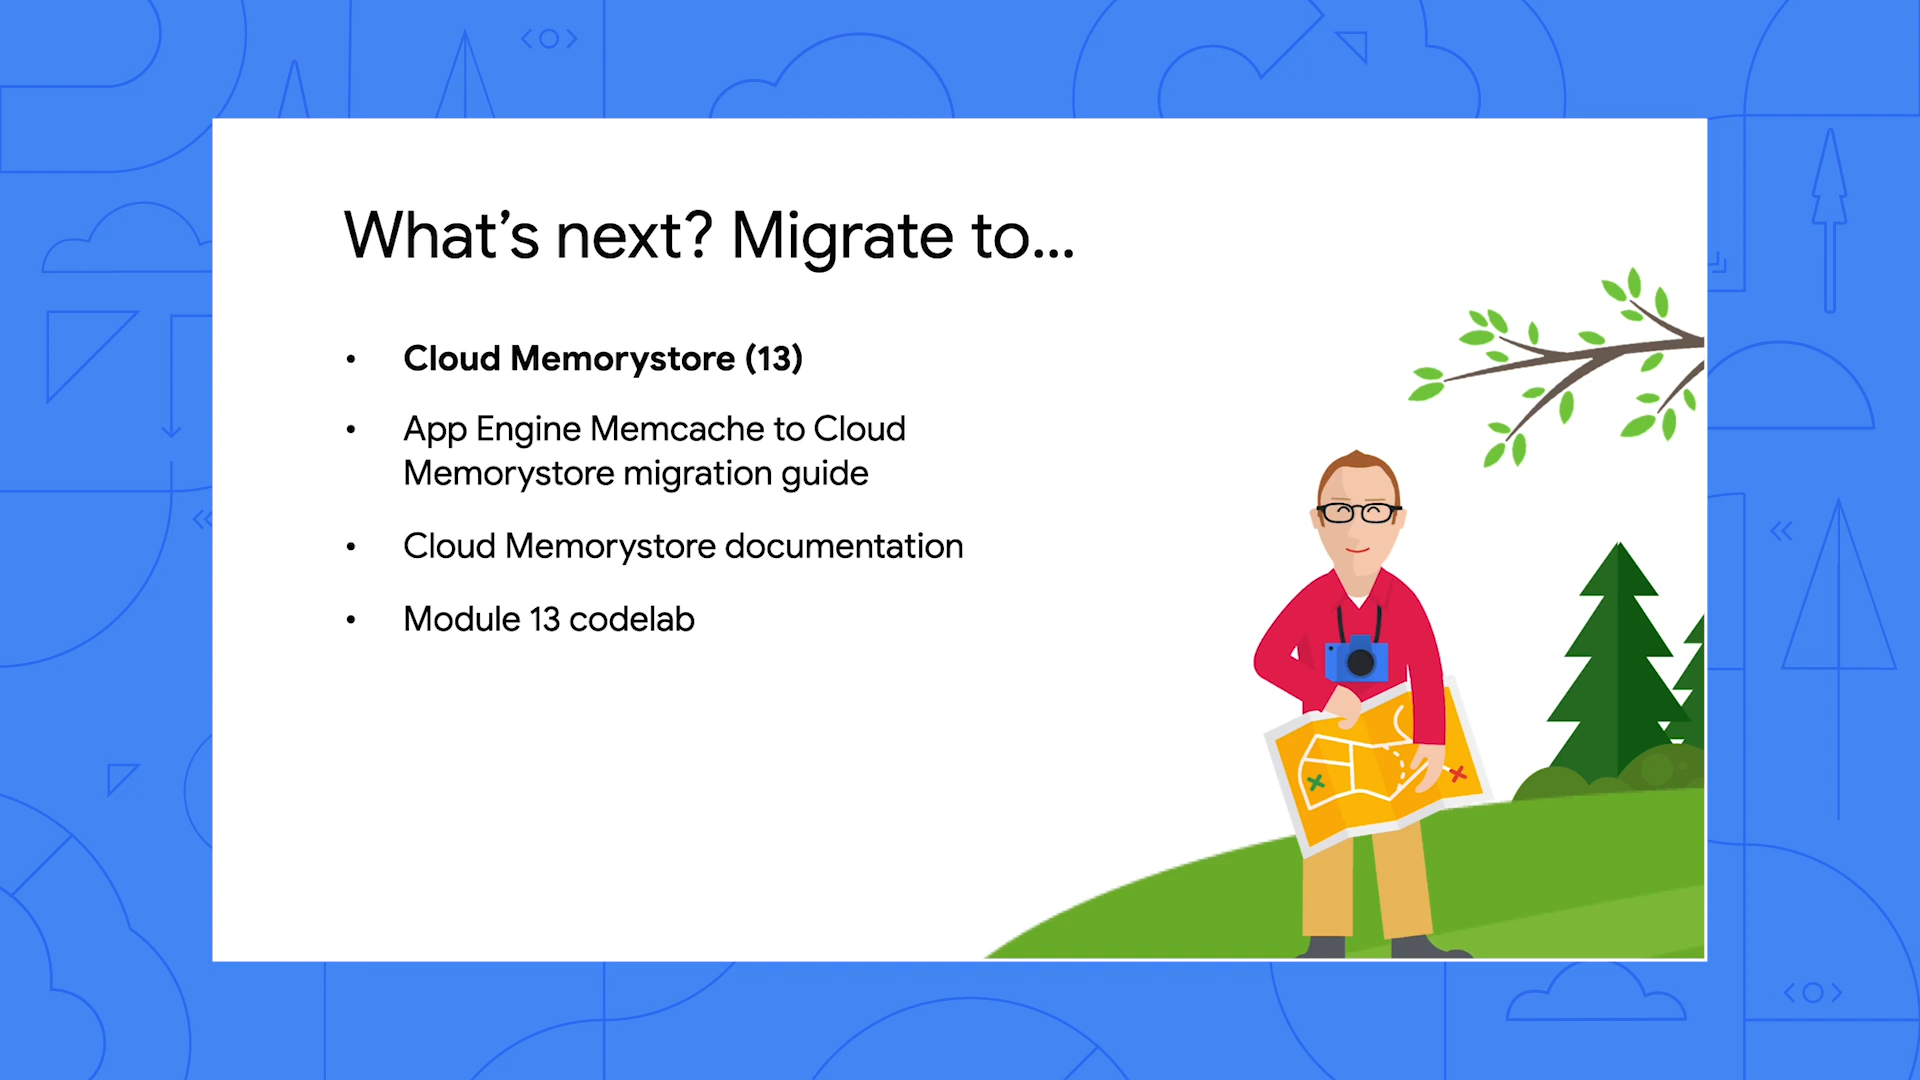 What’s next? Migrate to...
• Cloud Memorystore (13)
• App Engine Memcache to Cloud
Memorystore migration guide
• Cloud Memorystore documentation
• Module 13 codelab